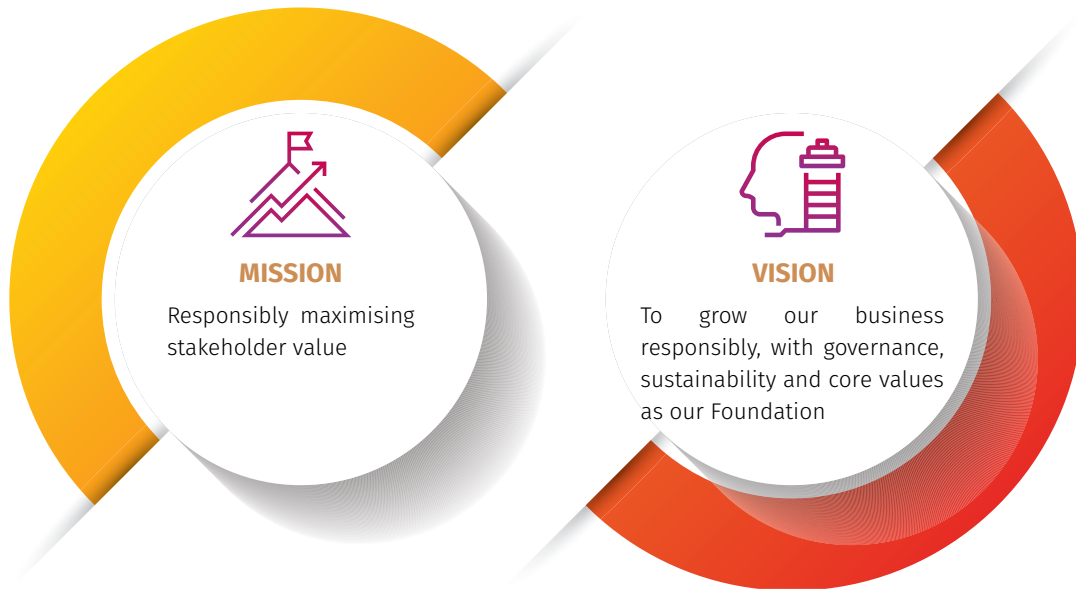 MISSION
Responsibly maximising
stakeholder value
VISION
To grow our business
responsibly, with governance,
sustainability and core values
as our Foundation